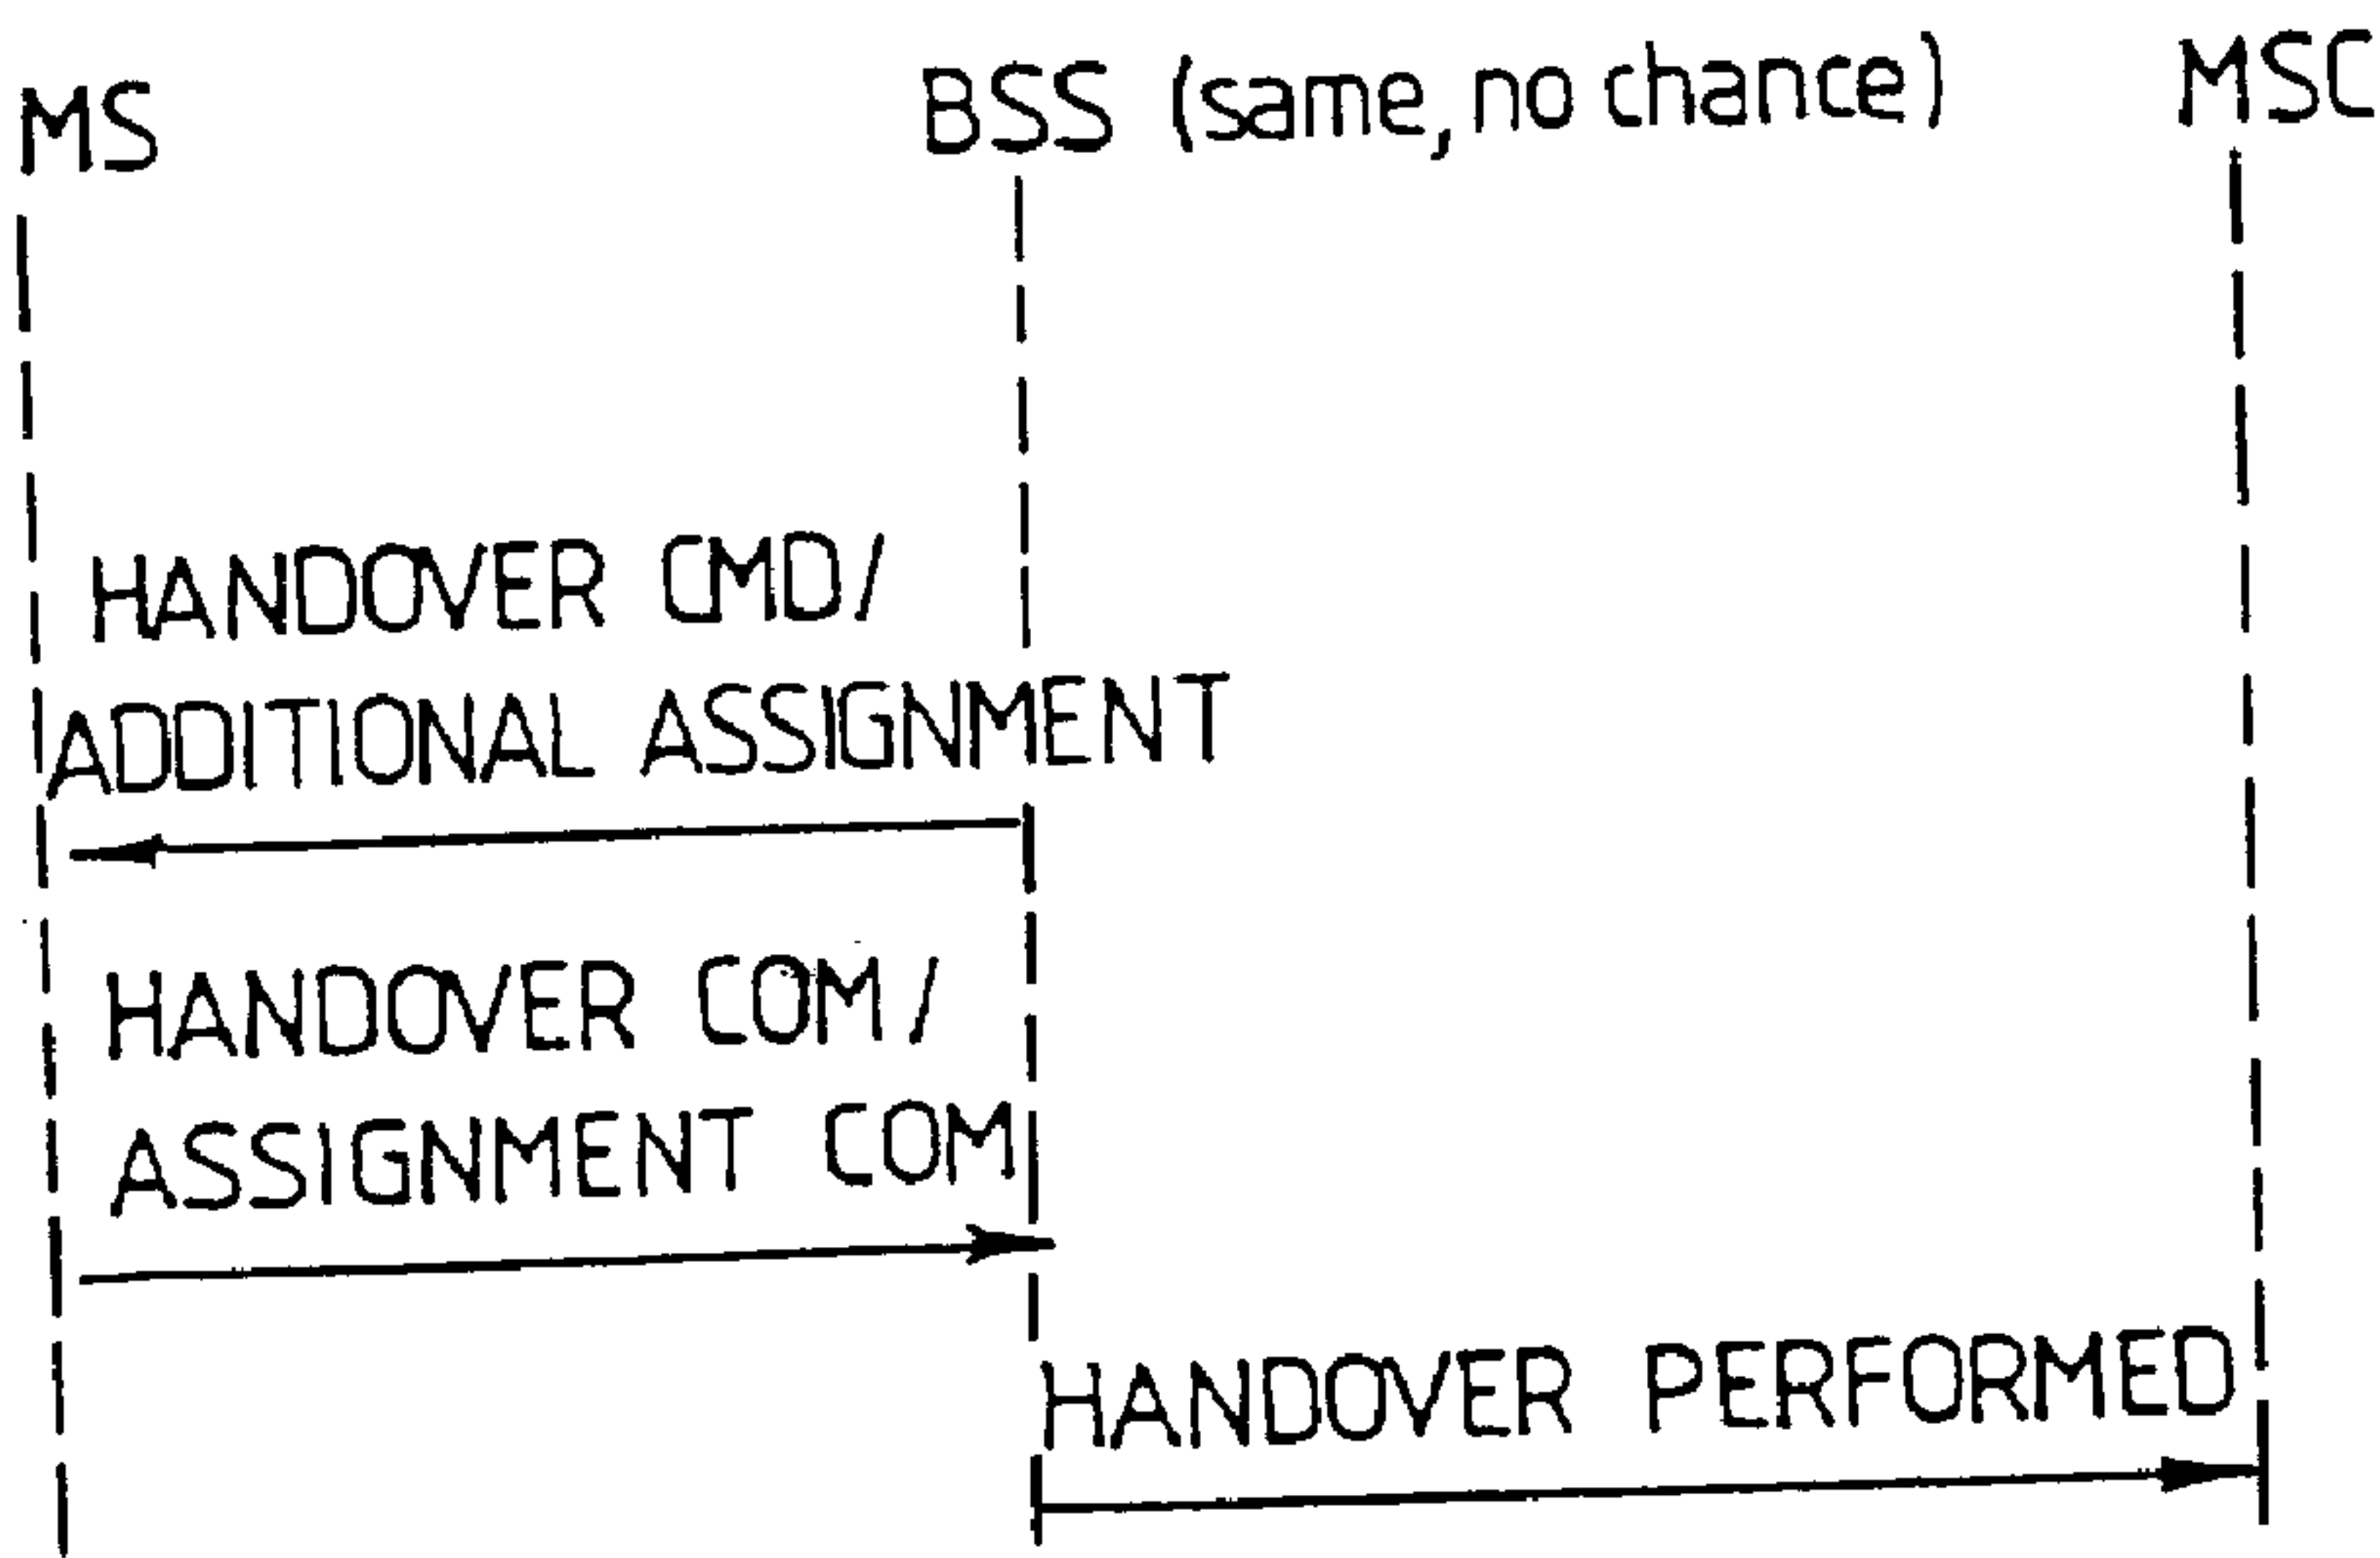 MS BSS (same, no chance) MSC
HANDOVER CMD/
ADDITIONAL ASSIGNMENT
HANDOVER COM/
ASSIGNMENT COM
HANDOVER PERFORMED